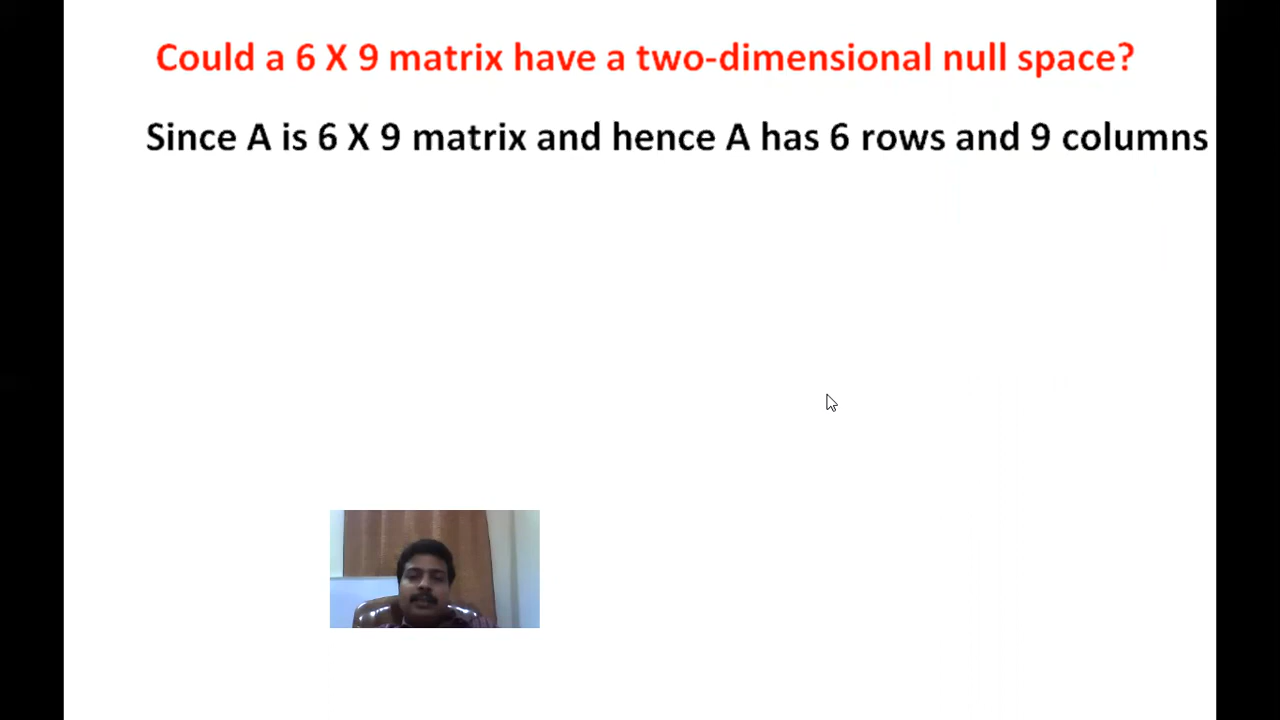 Could a 6 X 9 matrix have a two-dimensional null space?
Since A is 6 X 9 matrix and hence A has 6 rows and 9 columns